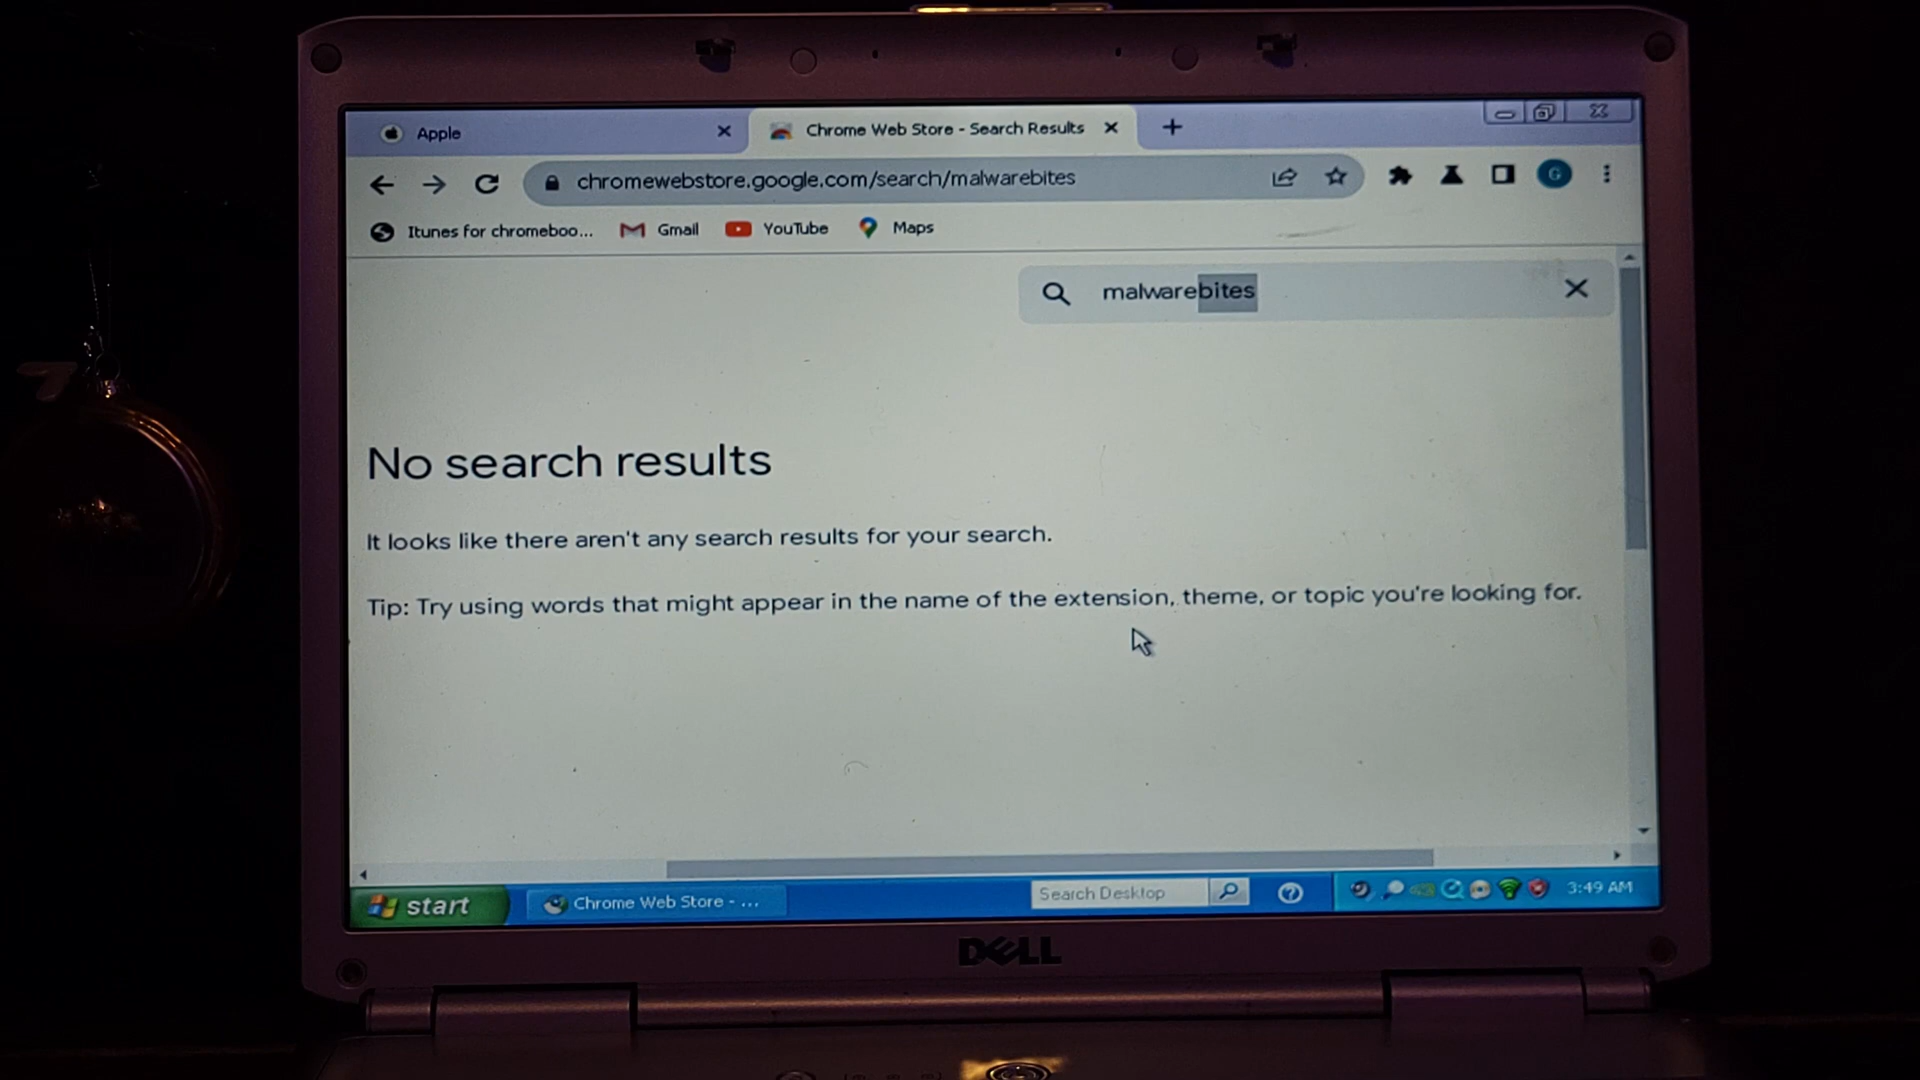 Apple
Chrome Web Store - Search Results
chromewebstore.google.com/search/malwarebites
G
Itunes for chromeboo...
Gmail
YouTube
Maps
malwarebites
No search results
It looks like there aren't any search results for your search.
Tip: Try using words that might appear in the name of the extension, theme, or topic you're looking for.
start
Chrome Web Store - ...
Search Desktop
3:49 AM
DELL